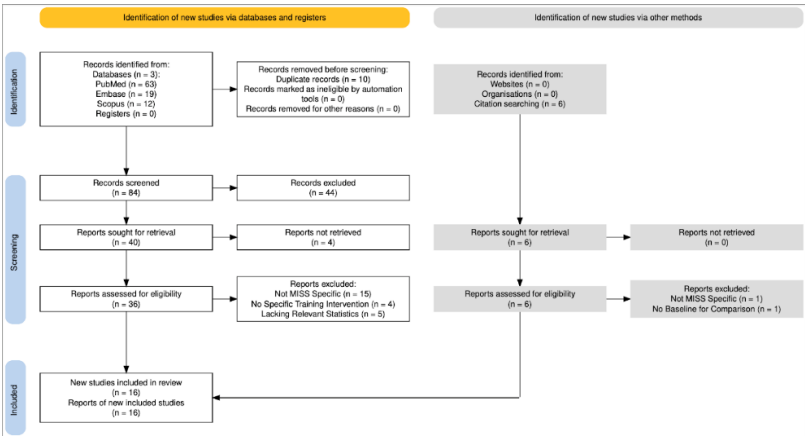 Identification of new studies via databases and registers
Identification of new studies via other methods
Identification
Records identified from:
Databases (n = 3):
PubMed (n = 63)
Embase (n = 19)
Scopus (n = 12)
Registers (n = 0)
Records removed before screening:
Duplicate records (n = 10)
Records marked as ineligible by automation
tools (n = 0)
Records removed for other reasons (n = 0)
Records identified from:
Websites (n = 0)
Organisations (n = 0)
Citation searching (n = 6)
Screening
Records screened
(n = 84)
Records excluded
(n = 44)
Reports sought for retrieval
(n = 40)
Reports not retrieved
(n = 4)
Reports sought for retrieval
(n = 6)
Reports not retrieved
(n = 0)
Reports assessed for eligibility
(n = 36)
Reports excluded:
Not MISS Specific (n = 15)
No Specific Training Intervention (n = 4)
Lacking Relevant Statistics (n = 5)
Reports assessed for eligibility
(n = 6)
Reports excluded:
Not MISS Specific (n = 1)
No Baseline for Comparison (n = 1)
Included
New studies included in review
(n = 16)
Reports of new included studies
(n = 16)